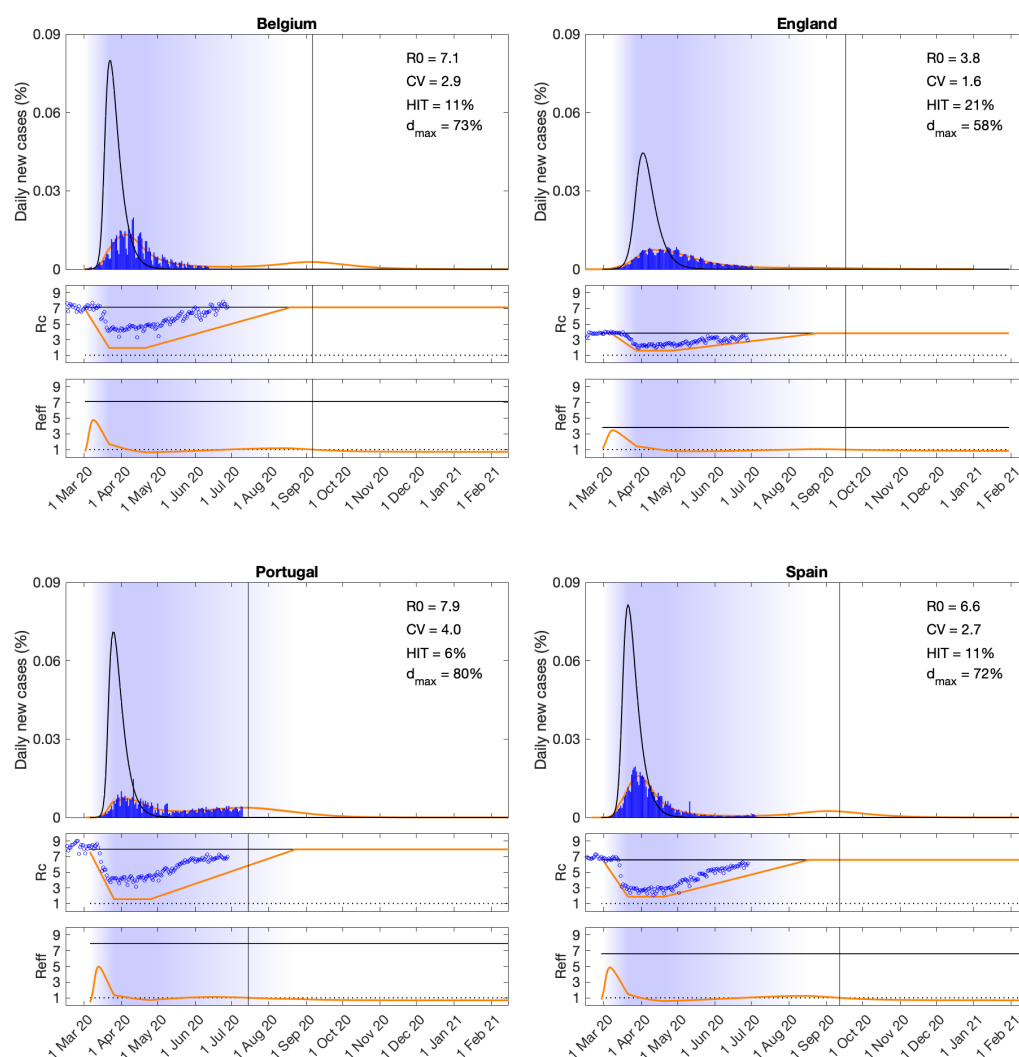 Belgium
0.09
0.06
0.03
0
Daily new cases (%)
R0 = 7.1
CV = 2.9
HIT = 11%
d_max = 73%
9
7
5
3
1
Rc
9
7
5
3
1
Reff
1 Mar 20
1 Apr 20
1 May 20
1 Jun 20
1 Jul 20
1 Aug 20
1 Sep 20
1 Oct 20
1 Nov 20
1 Dec 20
1 Jan 21
1 Feb 21
England
0.09
0.06
0.03
0
Daily new cases (%)
R0 = 3.8
CV = 1.6
HIT = 21%
d_max = 58%
9
7
5
3
1
Rc
9
7
5
3
1
Reff
1 Mar 20
1 Apr 20
1 May 20
1 Jun 20
1 Jul 20
1 Aug 20
1 Sep 20
1 Oct 20
1 Nov 20
1 Dec 20
1 Jan 21
1 Feb 21
Portugal
0.09
0.06
0.03
0
Daily new cases (%)
R0 = 7.9
CV = 4.0
HIT = 6%
d_max = 80%
9
7
5
3
1
Rc
9
7
5
3
1
Reff
1 Mar 20
1 Apr 20
1 May 20
1 Jun 20
1 Jul 20
1 Aug 20
1 Sep 20
1 Oct 20
1 Nov 20
1 Dec 20
1 Jan 21
1 Feb 21
Spain
0.09
0.06
0.03
0
Daily new cases (%)
R0 = 6.6
CV = 2.7
HIT = 11%
d_max = 72%
9
7
5
3
1
Rc
9
7
5
3
1
Reff
1 Mar 20
1 Apr 20
1 May 20
1 Jun 20
1 Jul 20
1 Aug 20
1 Sep 20
1 Oct 20
1 Nov 20
1 Dec 20
1 Jan 21
1 Feb 21